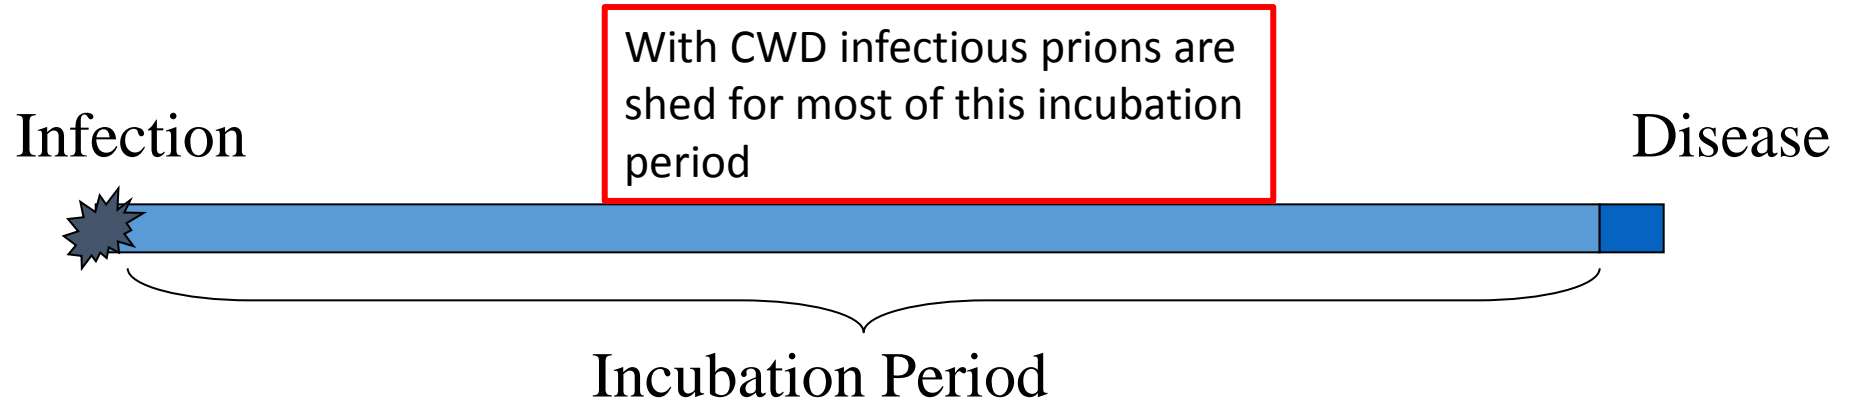 With CWD infectious prions are
shed for most of this incubation
period
Infection
Disease
Incubation Period